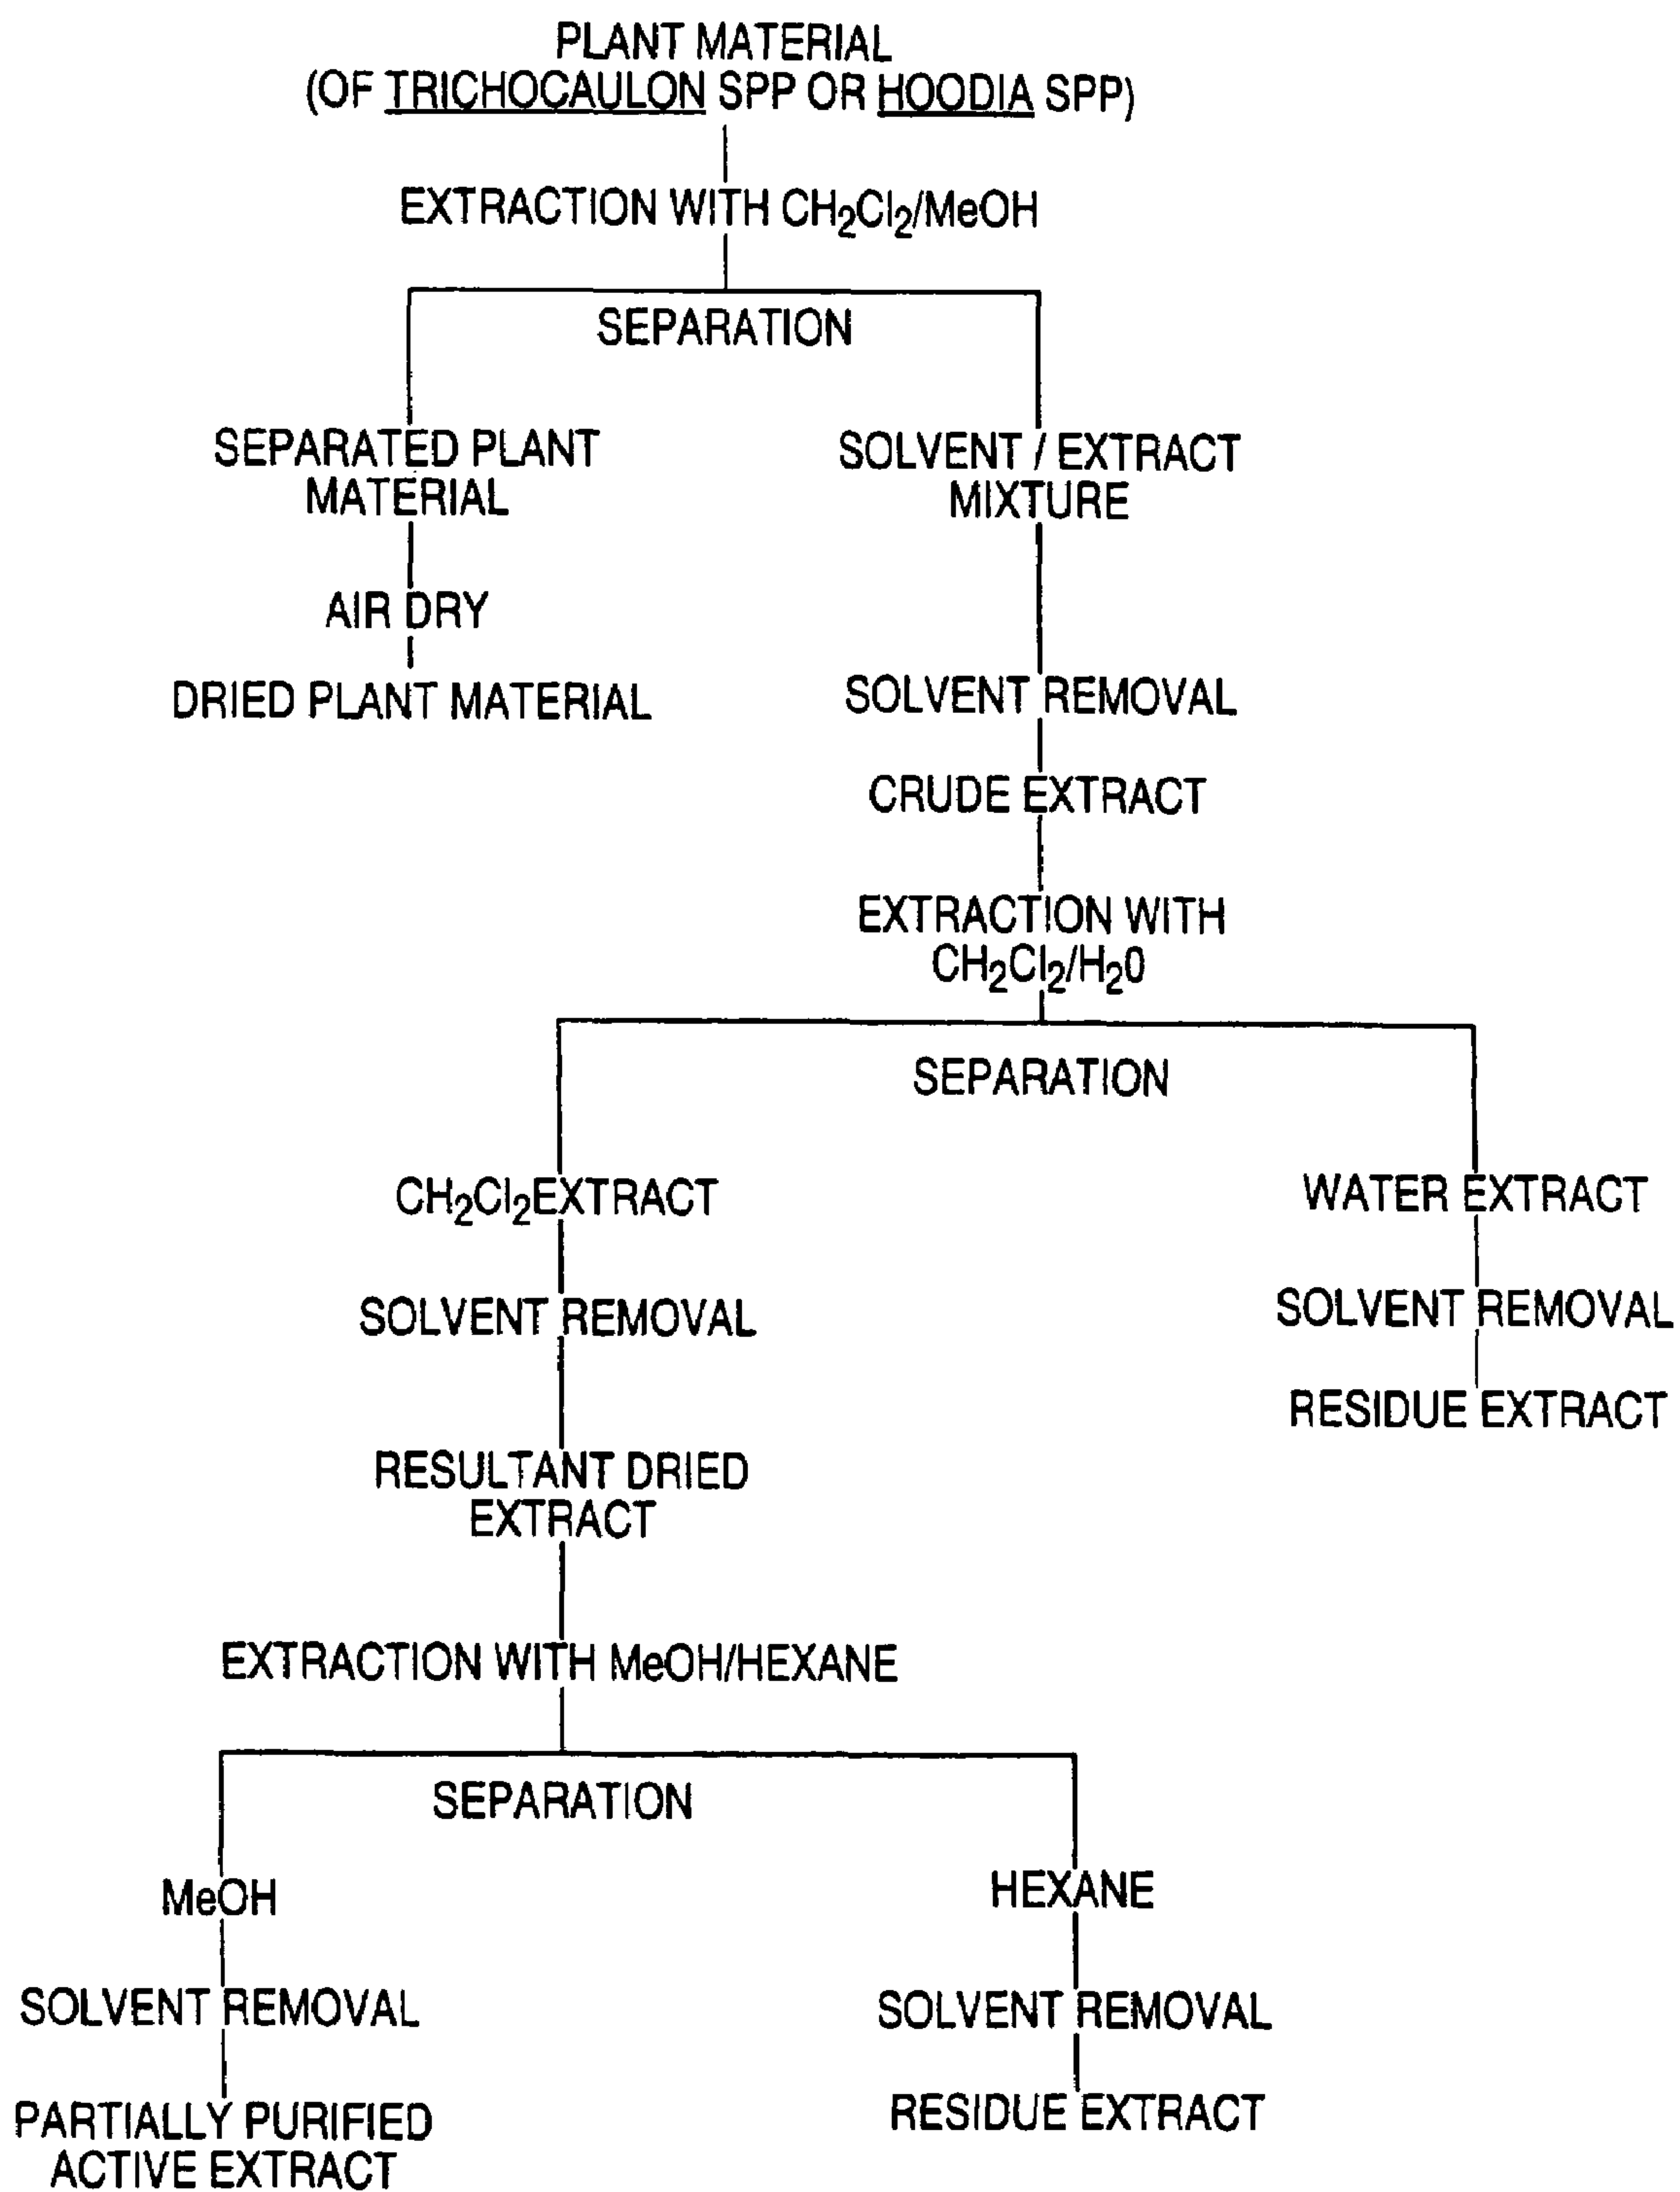 PLANT MATERIAL
(OF TRICHOCAULON SPP OR HOODIA SPP)
EXTRACTION WITH CH₂Cl₂/MeOH
SEPARATION
SEPARATED PLANT
MATERIAL
SOLVENT / EXTRACT
MIXTURE
AIR DRY
DRIED PLANT MATERIAL
SOLVENT REMOVAL
CRUDE EXTRACT
EXTRACTION WITH
CH₂Cl₂/H₂0
SEPARATION
CH₂Cl₂EXTRACT
WATER EXTRACT
SOLVENT REMOVAL
SOLVENT REMOVAL
RESULTANT DRIED
EXTRACT
RESIDUE EXTRACT
EXTRACTION WITH MeOH/HEXANE
SEPARATION
MeOH
HEXANE
SOLVENT REMOVAL
SOLVENT REMOVAL
PARTIALLY PURIFIED
ACTIVE EXTRACT
RESIDUE EXTRACT